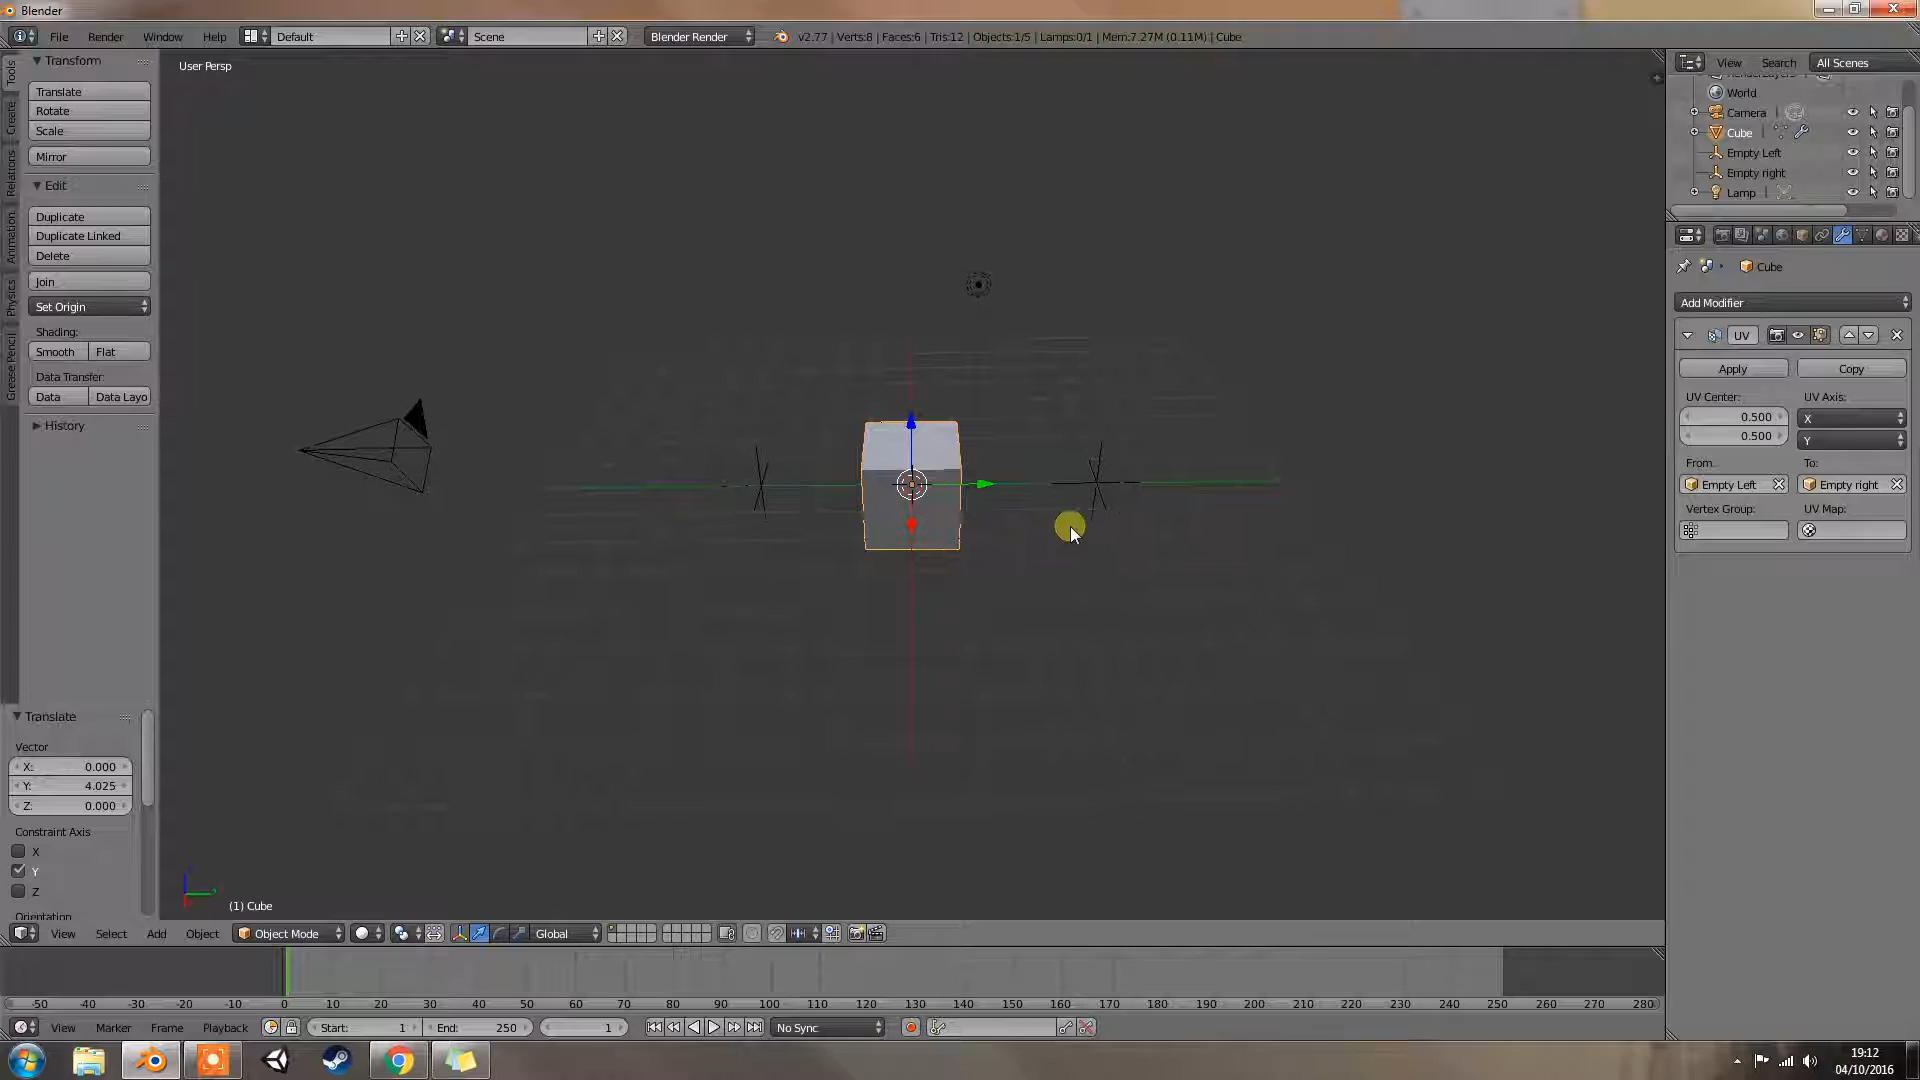 Blender
File Render Window Help Default Scene Blender Render v2.77 | Verts:8 | Faces:6 | Tris:12 | Objects:1/5 | Lamps:0/1 | Mem:7.27M (0.11M) | Cube
Tools
Create
Relations
Animation
Physics
Grease Pencil
Transform
Translate
Rotate
Scale
Mirror
Edit
Duplicate
Duplicate Linked
Delete
Join
Set Origin
Shading:
Smooth Flat
Data Transfer:
Data Data Layo
History
Translate
Vector
X: 0.000
Y: 4.025
Z: 0.000
Constraint Axis
X
Y
Z
Orientation
User Persp
(1) Cube
View Select Add Object Object Mode Global
View Search All Scenes
RenderLayers
World
Camera
Cube
Empty Left
Empty right
Lamp
Cube
Add Modifier
UV
Apply Copy
UV Center: UV Axis:
0.500 X
0.500 Y
From: To:
Empty Left Empty right
Vertex Group: UV Map:
-50 -40 -30 -20 -10 0 10 20 30 40 50 60 70 80 90 100 110 120 130 140 150 160 170 180 190 200 210 220 230 240 250 260 270 280
View Marker Frame Playback Start: 1 End: 250 1 No Sync
19:12
04/10/2016